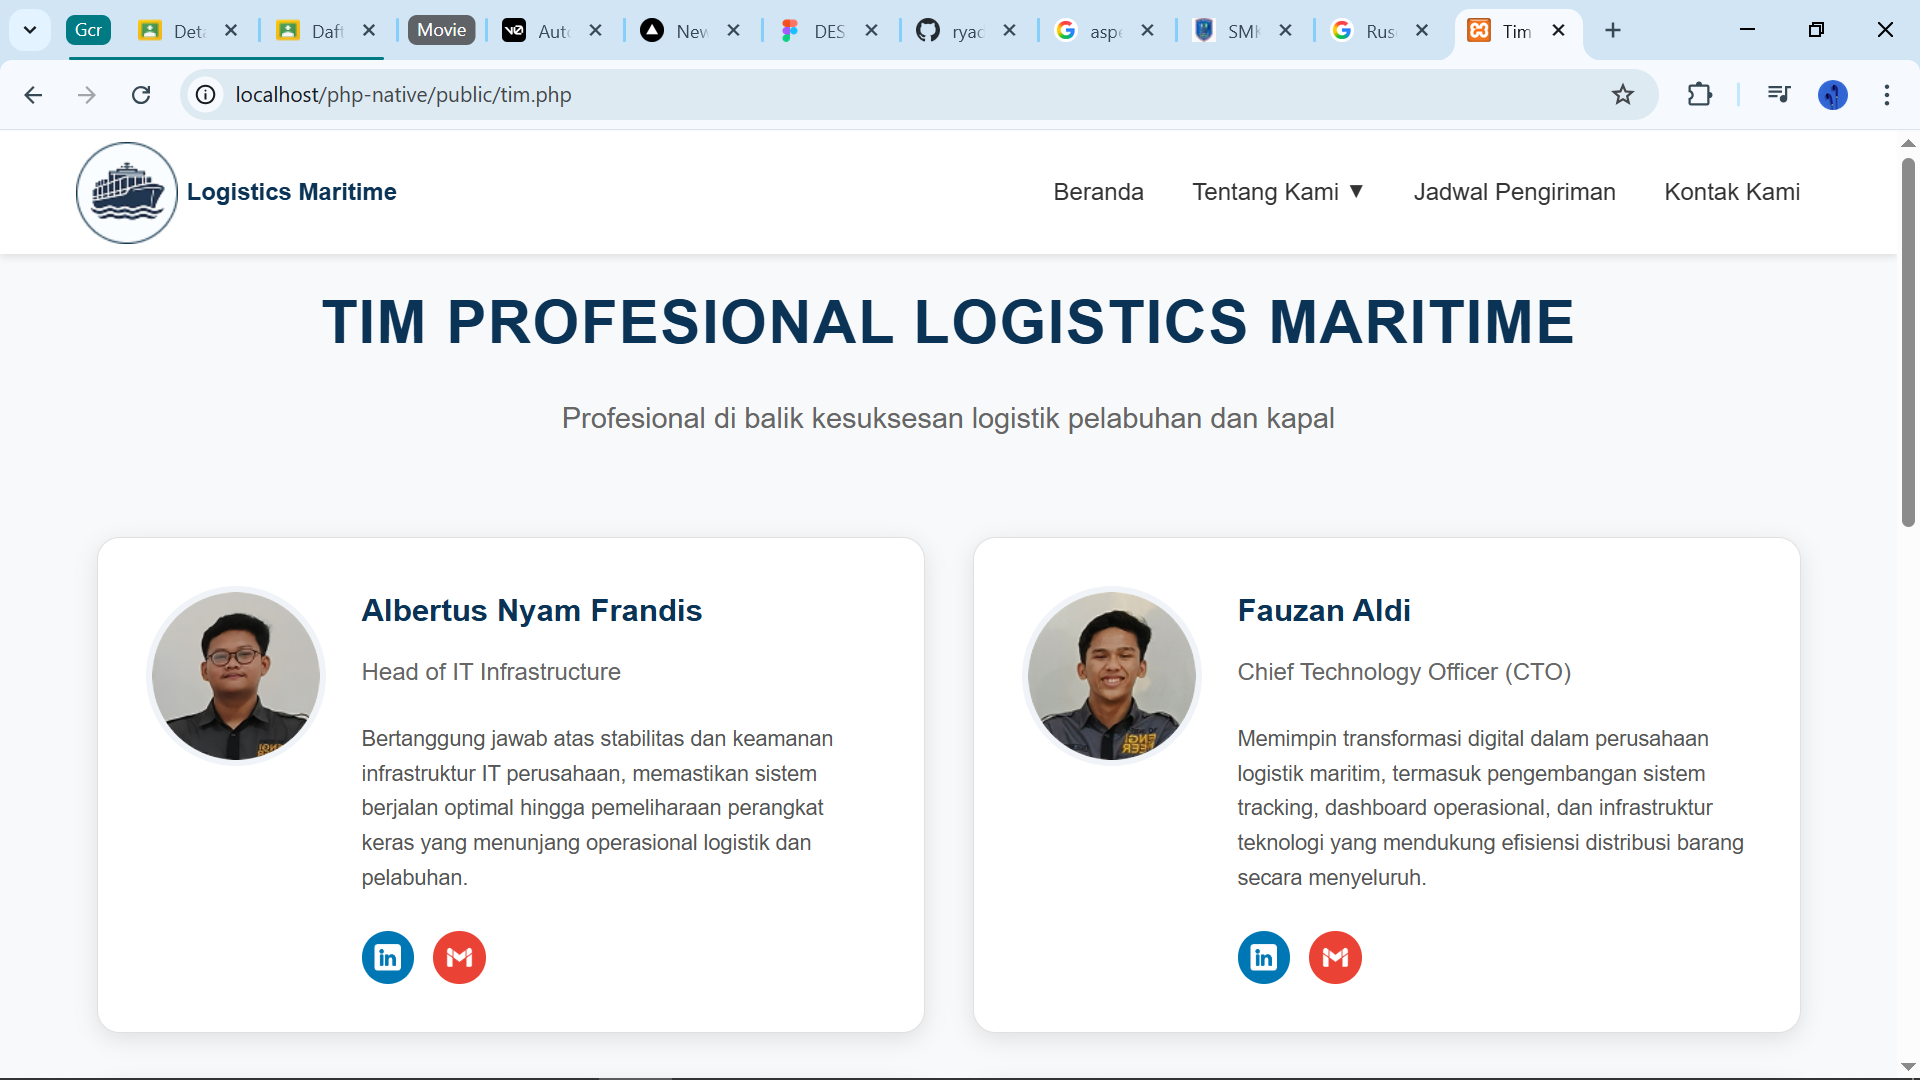 Gcr
Deta
Daft
Movie
Auto
New
DES
ryac
aspe
SMK
Rus
Tim
localhost/php-native/public/tim.php
Logistics Maritime
Beranda
Tentang Kami ▼
Jadwal Pengiriman
Kontak Kami
TIM PROFESIONAL LOGISTICS MARITIME
Profesional di balik kesuksesan logistik pelabuhan dan kapal
Albertus Nyam Frandis
Head of IT Infrastructure
Bertanggung jawab atas stabilitas dan keamanan
infrastruktur IT perusahaan, memastikan sistem
berjalan optimal hingga pemeliharaan perangkat
keras yang menunjang operasional logistik dan
pelabuhan.
in
Fauzan Aldi
Chief Technology Officer (CTO)
Memimpin transformasi digital dalam perusahaan
logistik maritim, termasuk pengembangan sistem
tracking, dashboard operasional, dan infrastruktur
teknologi yang mendukung efisiensi distribusi barang
secara menyeluruh.
in